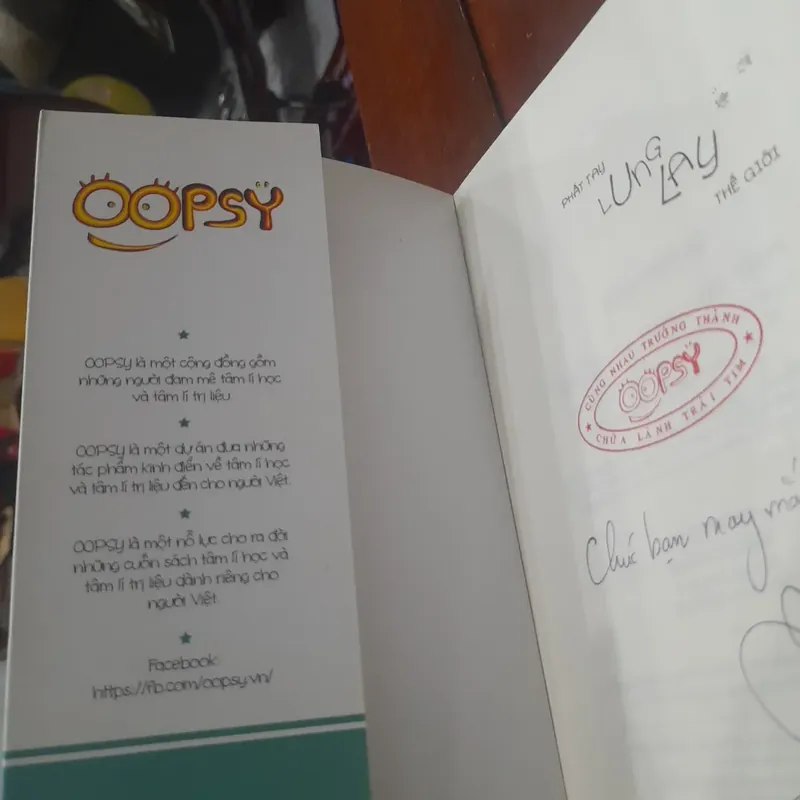 OOPSY
OOPSY là một cộng đồng gồm
những người đam mê tâm lí học
và tâm lí trị liệu.
OOPSY là một dự án đưa những
tác phẩm kinh điển về tâm lí học
và tâm lí trị liệu đến cho người Việt.
OOPSY là một nỗ lực cho ra đời
những cuốn sách tâm lí học và
tâm lí trị liệu dành riêng cho
người Việt.
Facebook:
https://fb.com/oopsy.vn/
PHẤT TAY
LUNG LAY
THẾ GIỚI
CÙNG NHAU TRƯỞNG THÀNH
OOPSY
CHỮA LÀNH TRÁI TIM
Chúc bạn may mắn